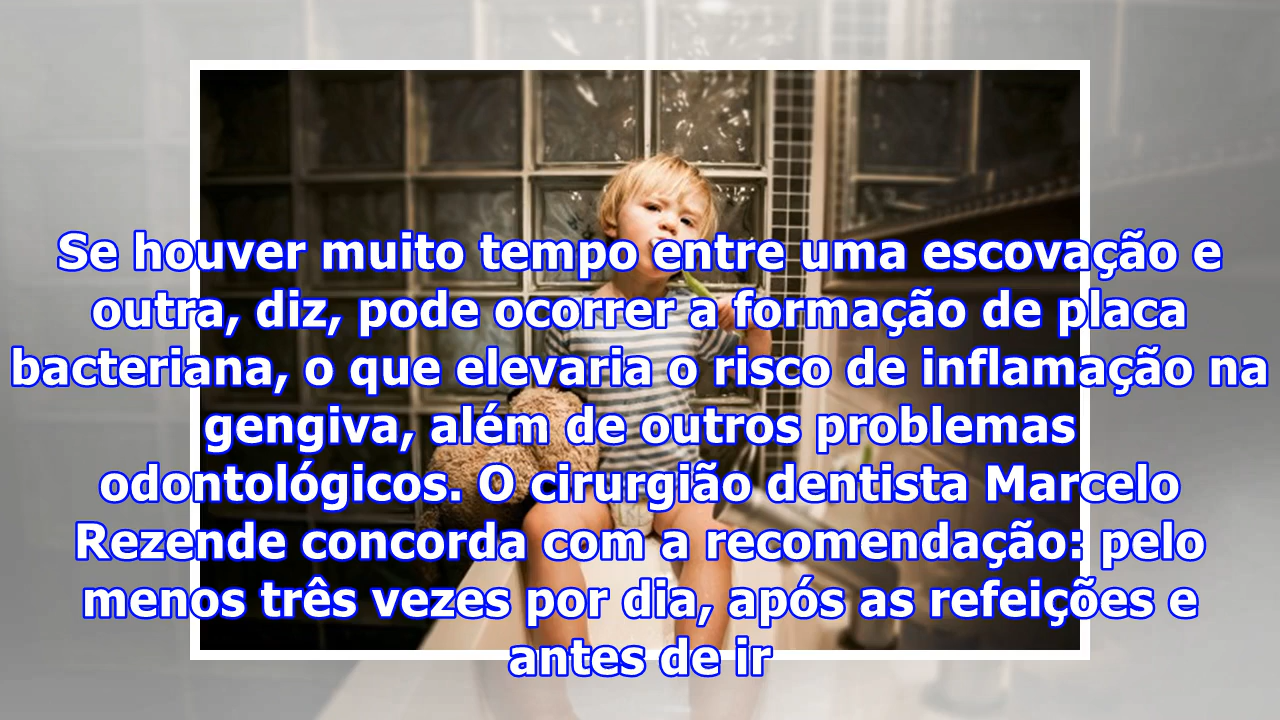 Se houver muito tempo entre uma escovação e
outra, diz, pode ocorrer a formação de placa
bacteriana, o que elevaria o risco de inflamação na
gengiva, além de outros problemas
odontológicos. O cirurgião dentista Marcelo
Rezende concorda com a recomendação: pelo
menos três vezes por dia, após as refeições e
antes de ir